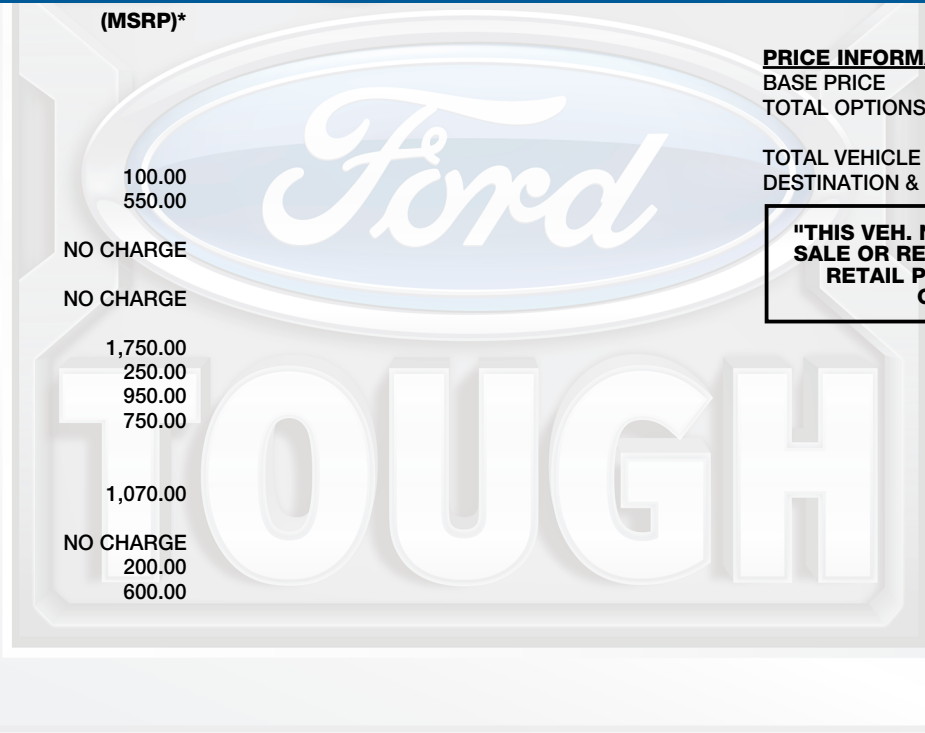 (MSRP)*
100.00
550.00
NO CHARGE
NO CHARGE
1,750.00
250.00
950.00
750.00
1,070.00
NO CHARGE
200.00
600.00
Ford
TOUGH
PRICE INFORMA
BASE PRICE
TOTAL OPTIONS
TOTAL VEHICLE
DESTINATION &
"THIS VEH. N
SALE OR RE
RETAIL P